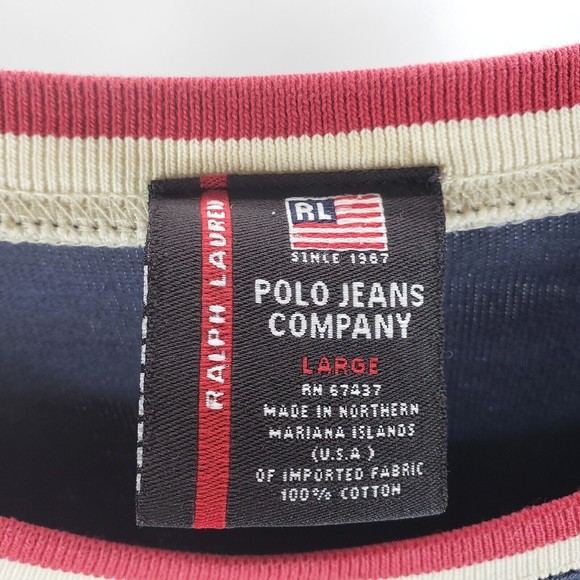 RALPH LAUREN
RL
SINCE 1967
POLO JEANS
COMPANY
LARGE
RN 67437
MADE IN NORTHERN
MARIANA ISLANDS
(U.S.A)
OF IMPORTED FABRIC
100% COTTON